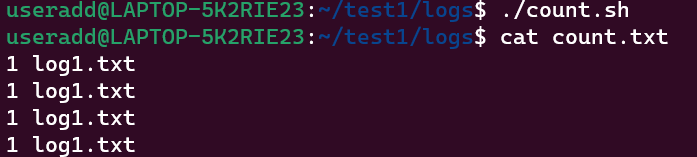 useradd@LAPTOP-5K2RIE23:~/test1/logs$ ./count.sh
useradd@LAPTOP-5K2RIE23:~/test1/logs$ cat count.txt
1 log1.txt
1 log1.txt
1 log1.txt
1 log1.txt